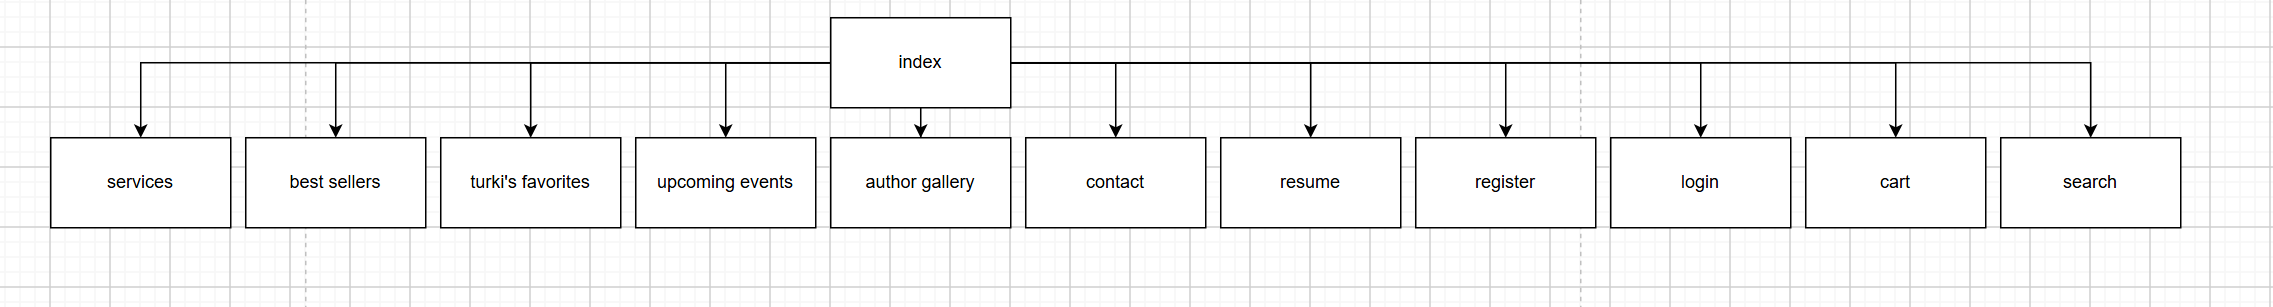 index
services
best sellers
turki's favorites
upcoming events
author gallery
contact
resume
register
login
cart
search